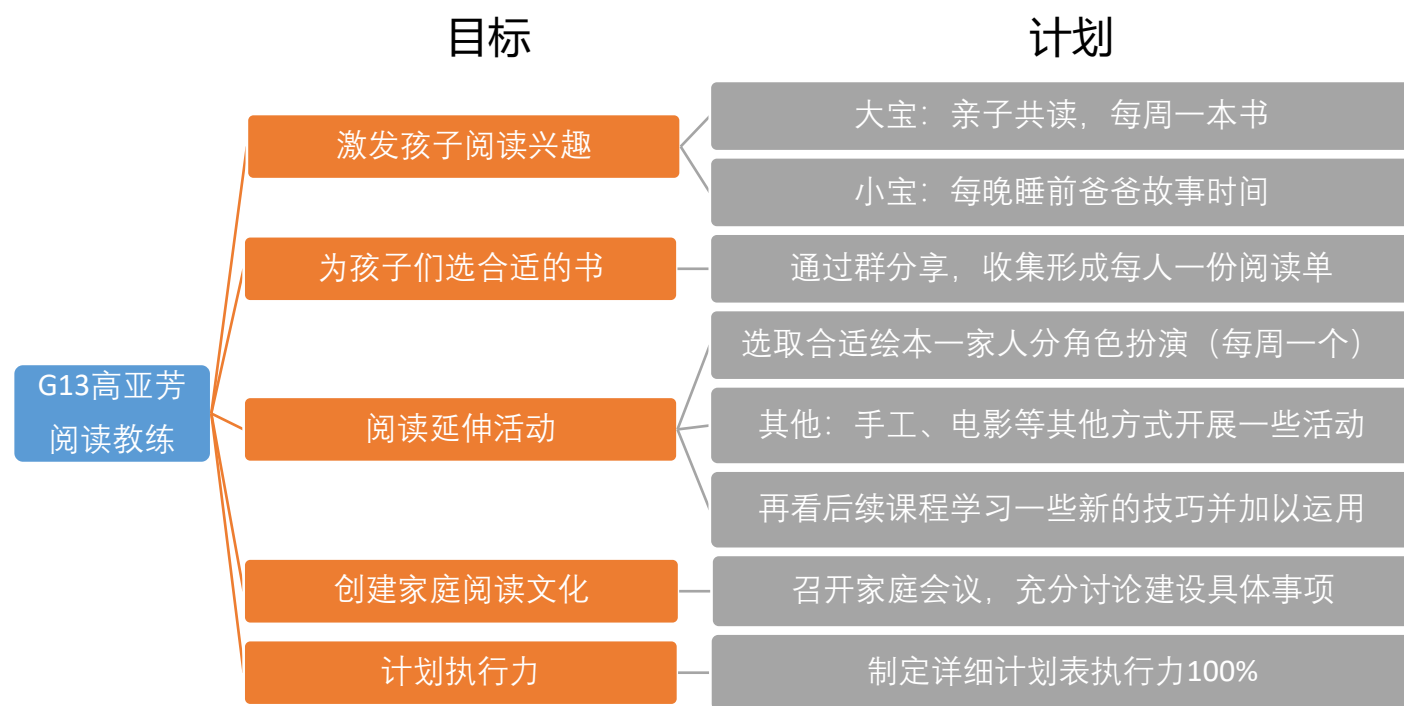 目标
计划
G13高亚芳
阅读教练
激发孩子阅读兴趣
大宝：亲子共读，每周一本书
小宝：每晚睡前爸爸故事时间
为孩子们选合适的书
通过群分享，收集形成每人一份阅读单
阅读延伸活动
选取合适绘本一家人分角色扮演（每周一个）
其他：手工、电影等其他方式开展一些活动
再看后续课程学习一些新的技巧并加以运用
创建家庭阅读文化
召开家庭会议，充分讨论建设具体事项
计划执行力
制定详细计划表执行力100%